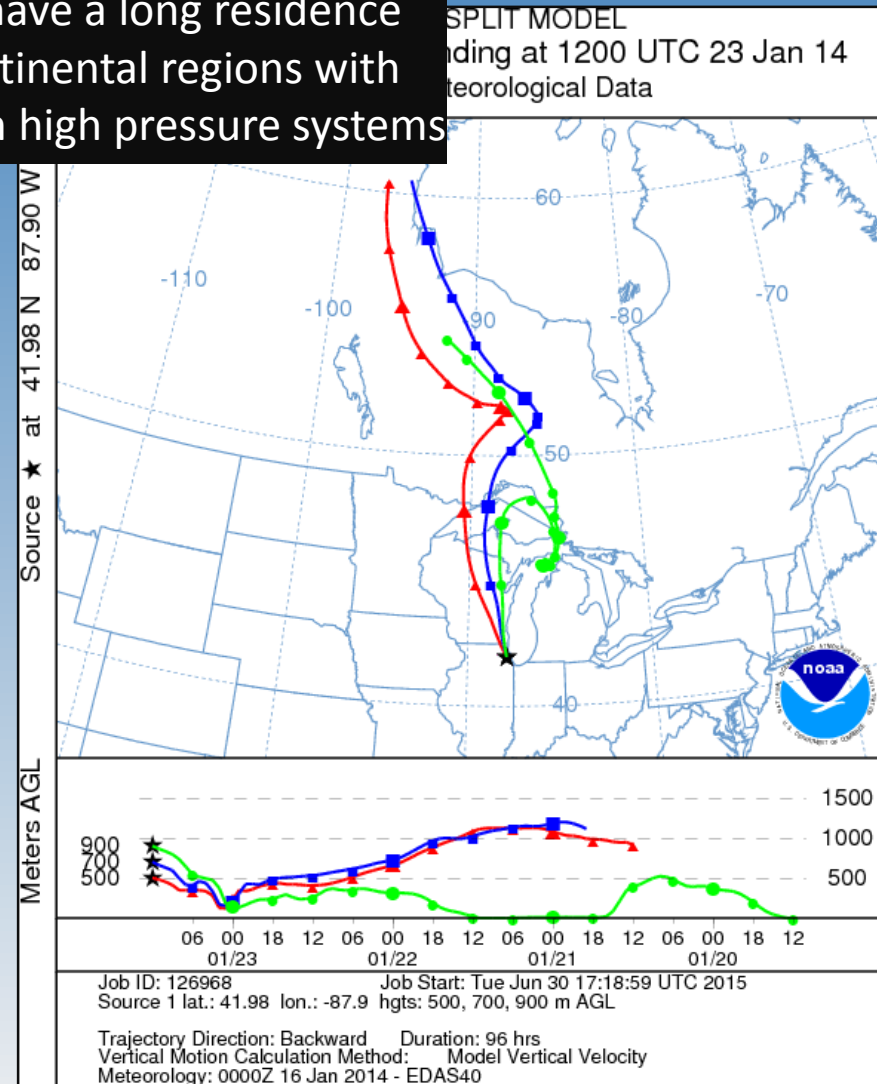 have a long residence
tinental regions with
high pressure systems
SPLIT MODEL
nding at 1200 UTC 23 Jan 14
teorological Data
Source ★ at 41.98 N 87.90 W
60
-110
-100
90
-80
-70
50
40
noaa
Meters AGL
1500
1000
500
900
700
500
06 00 18 12 06 00 18 12 06 00 18 12 06 00 18 12
01/23 01/22 01/21 01/20
Job ID: 126968 Job Start: Tue Jun 30 17:18:59 UTC 2015
Source 1 lat.: 41.98 lon.: -87.9 hgts: 500, 700, 900 m AGL
Trajectory Direction: Backward Duration: 96 hrs
Vertical Motion Calculation Method: Model Vertical Velocity
Meteorology: 0000Z 16 Jan 2014 - EDAS40